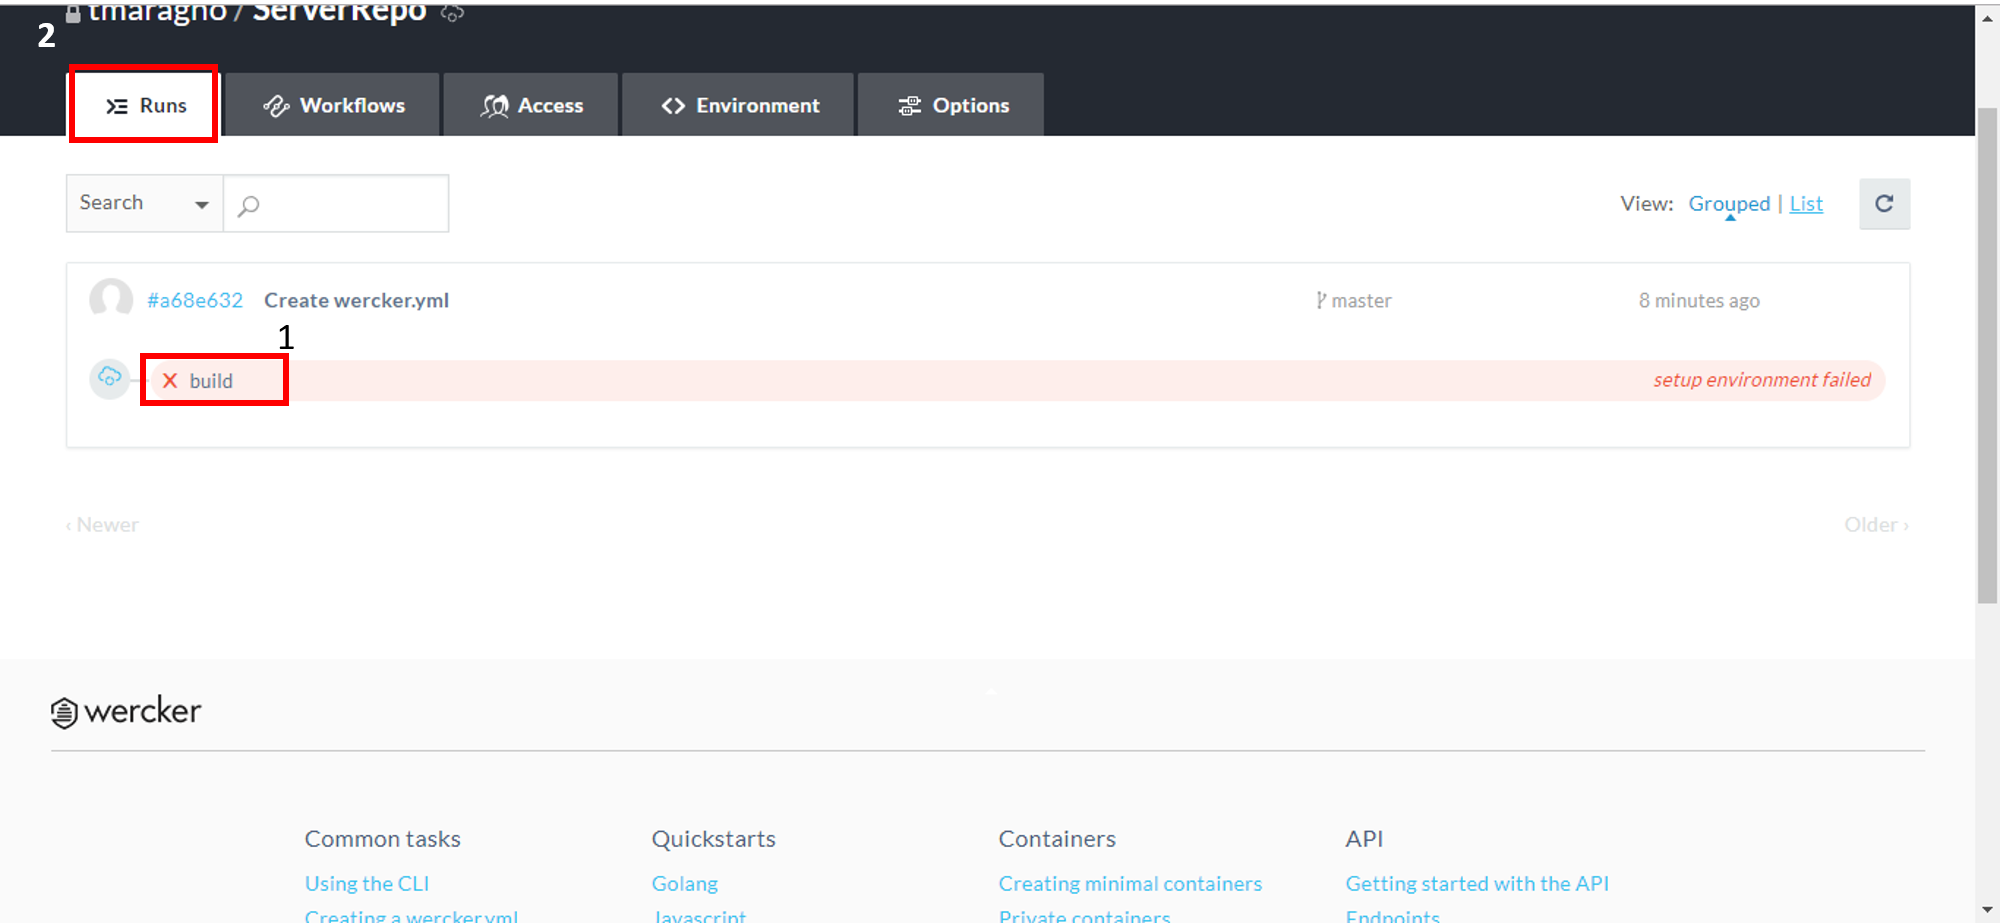 tmaragno / ServerRepo
2
Runs
Workflows
Access
Environment
Options
Search
View: Grouped | List
#a68e632 Create wercker.yml
master
8 minutes ago
1
X build
setup environment failed
‹ Newer
Older ›
wercker
Common tasks
Quickstarts
Containers
API
Using the CLI
Golang
Creating minimal containers
Getting started with the API
Creating a wercker.yml
Javascript
Private containers
Endpoints